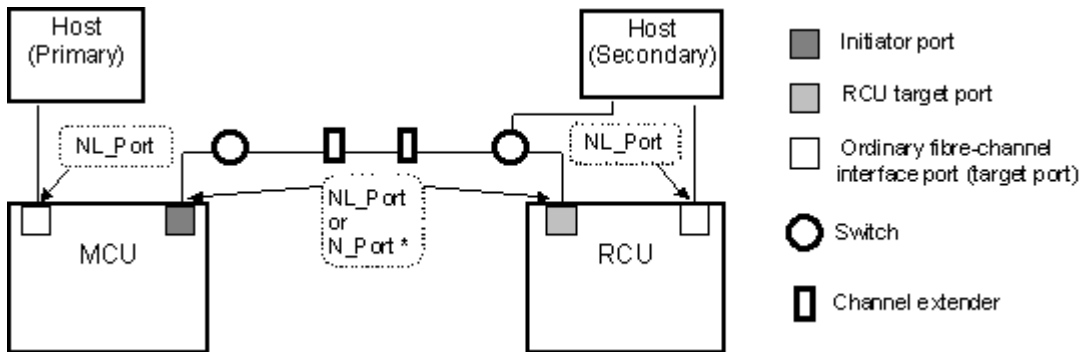 Host
(Primary)
Host
(Secondary)
Initiator port
RCU target port
Ordinary fibre-channel
interface port (target port)
Switch
Channel extender
NL_Port
NL_Port
NL_Port
or
N_Port *
MCU
RCU